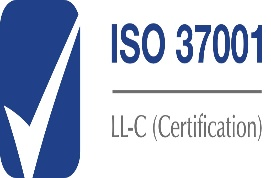 ISO 37001
LL-C (Certification)